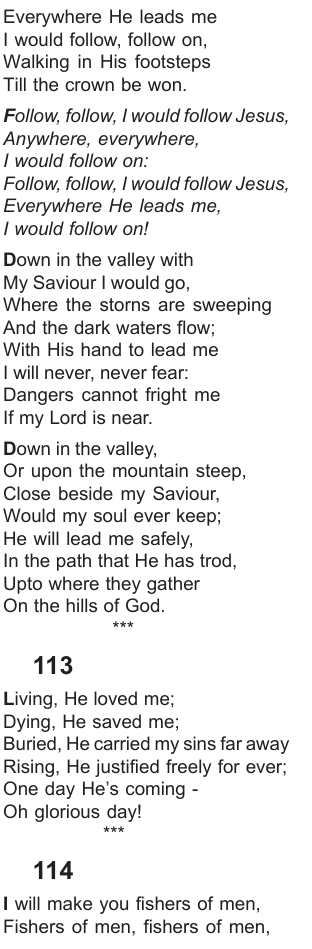 Everywhere He leads me
I would follow, follow on,
Walking in His footsteps
Till the crown be won.
Follow, follow, I would follow Jesus,
Anywhere, everywhere,
I would follow on:
Follow, follow, I would follow Jesus,
Everywhere He leads me,
I would follow on!
Down in the valley with
My Saviour I would go,
Where the storns are sweeping
And the dark waters flow;
With His hand to lead me
I will never, never fear:
Dangers cannot fright me
If my Lord is near.
Down in the valley,
Or upon the mountain steep,
Close beside my Saviour,
Would my soul ever keep;
He will lead me safely,
In the path that He has trod,
Upto where they gather
On the hills of God.
***
113
Living, He loved me;
Dying, He saved me;
Buried, He carried my sins far away
Rising, He justified freely for ever;
One day He's coming -
Oh glorious day!
***
114
I will make you fishers of men,
Fishers of men, fishers of men,